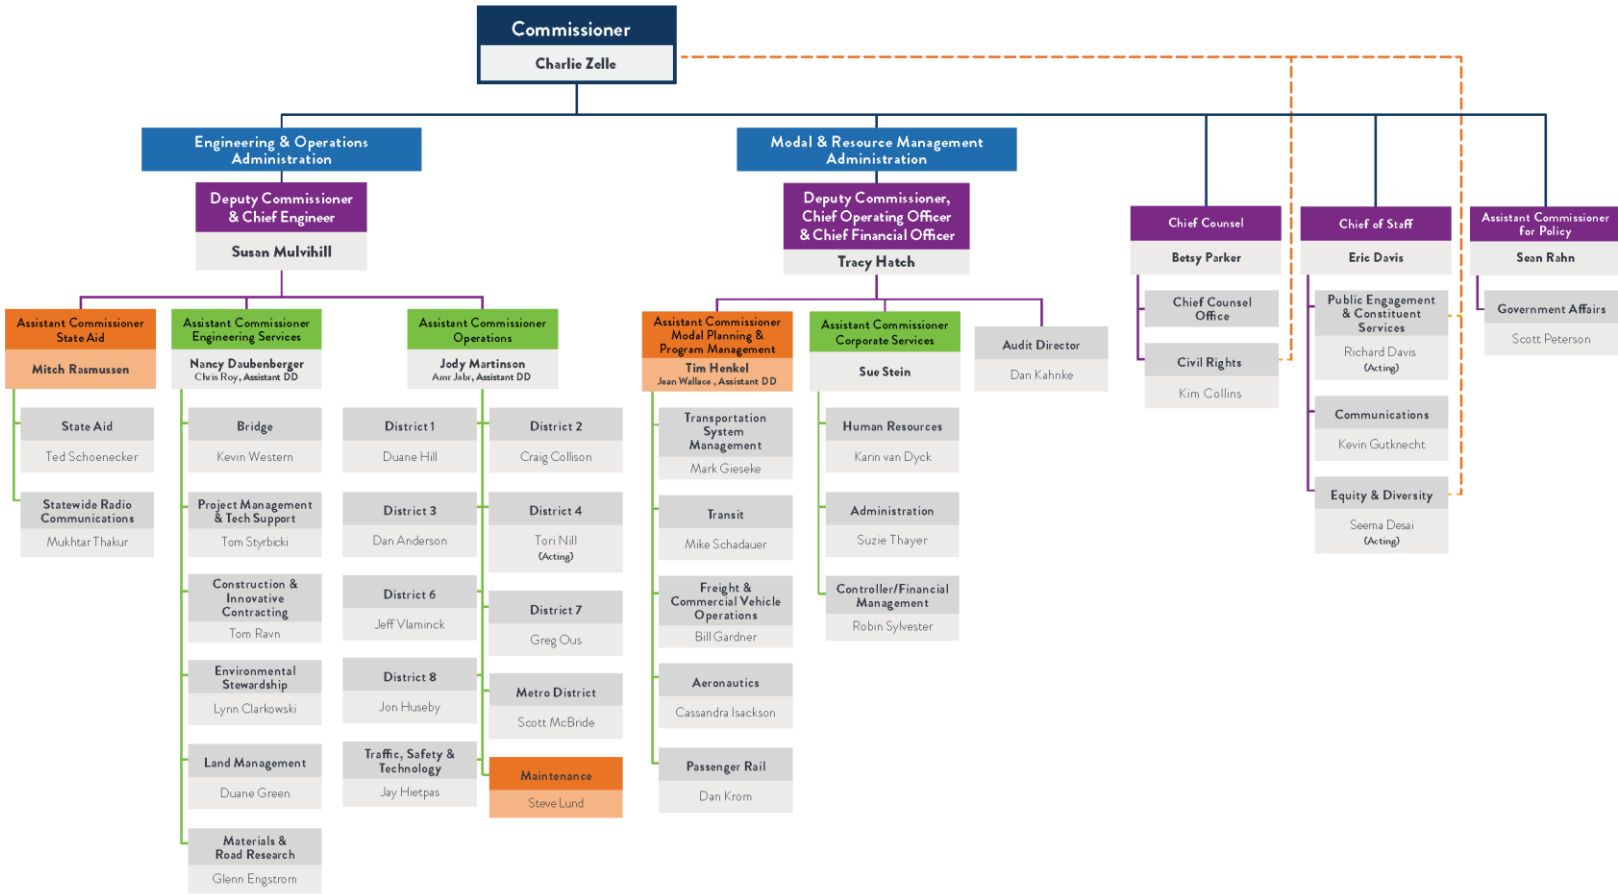 Commissioner
Charlie Zelle
Engineering & Operations
Administration
Deputy Commissioner
& Chief Engineer
Susan Mulvihill
Assistant Commissioner
State Aid
Mitch Rasmussen
State Aid
Ted Schoenecker
Statewide Radio
Communications
Mukhtar Thakur
Assistant Commissioner
Engineering Services
Nancy Daubenberger
Chris Roy, Assistant DD
Bridge
Kevin Western
Project Management
& Tech Support
Tom Styrbicki
Construction &
Innovative
Contracting
Tom Ravn
Environmental
Stewardship
Lynn Clarkowski
Land Management
Duane Green
Materials &
Road Research
Glenn Engstrom
Assistant Commissioner
Operations
Jody Martinson
Amr Jabr, Assistant DD
District 1
Duane Hill
District 2
Craig Collison
District 3
Dan Anderson
District 4
Tori Nill
(Acting)
District 6
Jeff Vlaminck
District 7
Greg Ous
District 8
Jon Huseby
Metro District
Scott McBride
Traffic, Safety &
Technology
Jay Hietpas
Maintenance
Steve Lund
Modal & Resource Management
Administration
Deputy Commissioner,
Chief Operating Officer
& Chief Financial Officer
Tracy Hatch
Assistant Commissioner
Modal Planning &
Program Management
Tim Henkel
Jean Wallace , Assistant DD
Transportation
System
Management
Mark Gieseke
Transit
Mike Schadauer
Freight &
Commercial Vehicle
Operations
Bill Gardner
Aeronautics
Cassandra Isackson
Passenger Rail
Dan Krom
Assistant Commissioner
Corporate Services
Sue Stein
Human Resources
Karin van Dyck
Administration
Suzie Thayer
Controller/Financial
Management
Robin Sylvester
Audit Director
Dan Kahnke
Chief Counsel
Betsy Parker
Chief Counsel
Office
Civil Rights
Kim Collins
Chief of Staff
Eric Davis
Public Engagement
& Constituent
Services
Richard Davis
(Acting)
Communications
Kevin Gutknecht
Equity & Diversity
Seema Desai
(Acting)
Assistant Commissioner
for Policy
Sean Rahn
Government Affairs
Scott Peterson